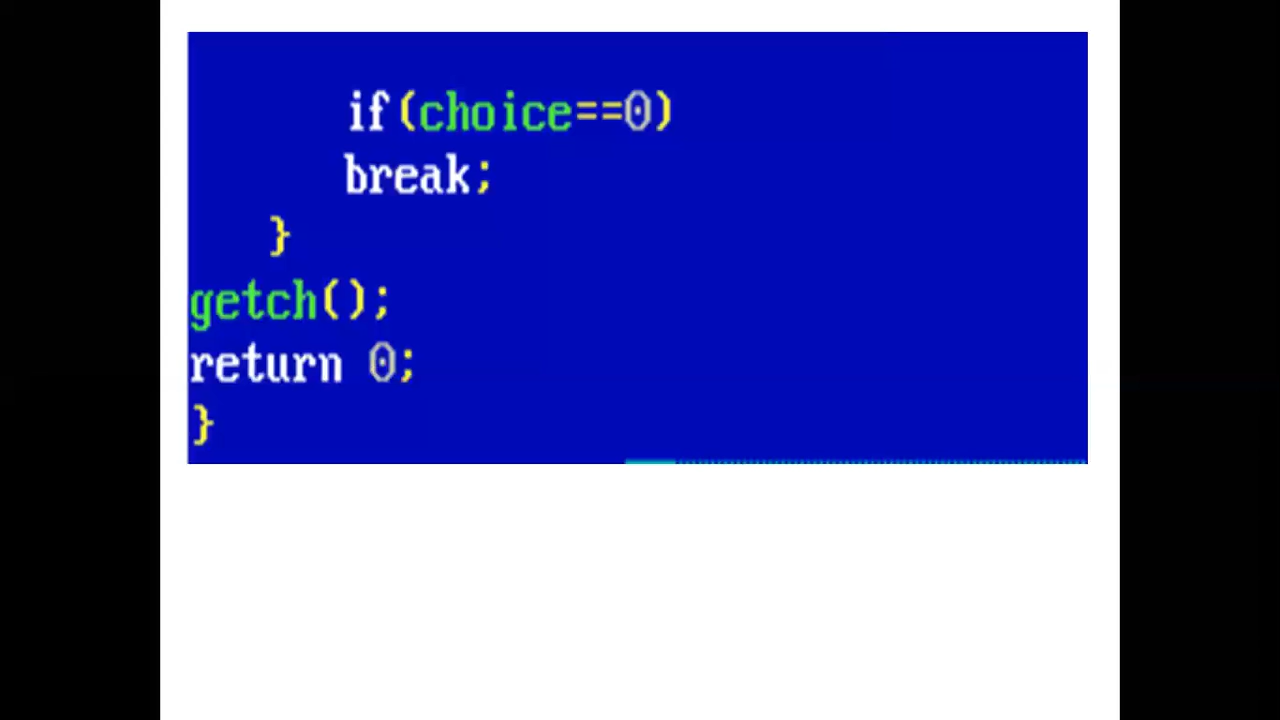 if(choice==0)
break;
}
getch();
return 0;
}